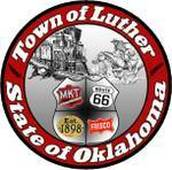 Town of Luther
MKT
ROUTE
66
Est.
1898
FRISCO
State of Oklahoma